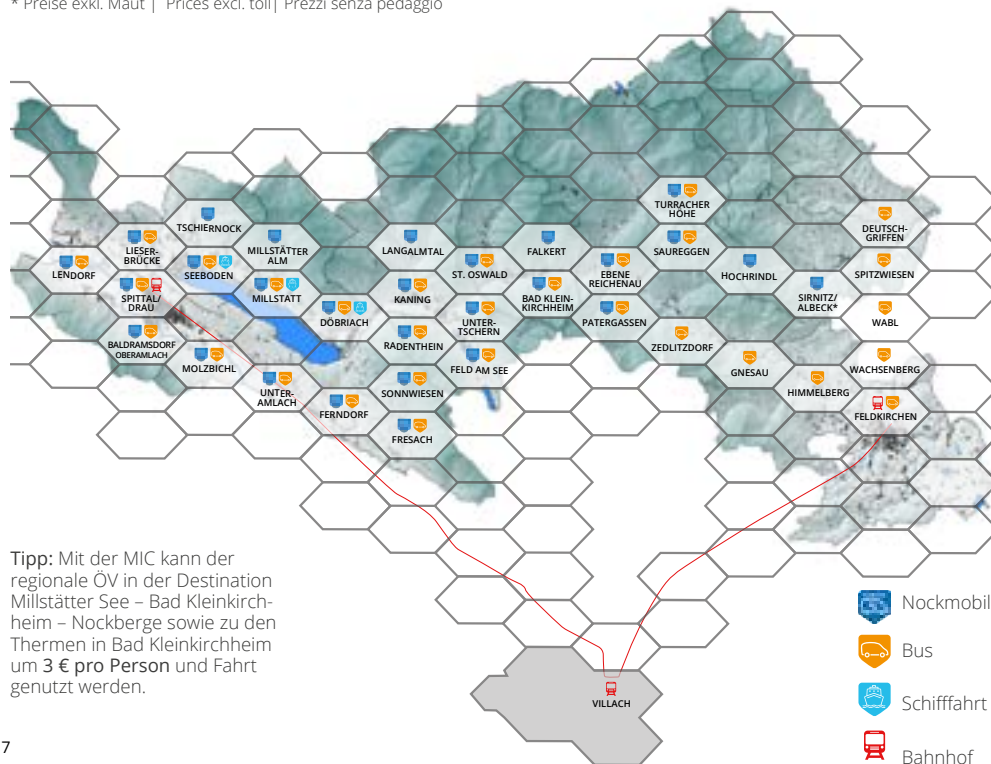 * Preise exkl. Maut | Prices excl. toll| Prezzi senza pedaggio
TURRACHER
HÖHE
TSCHIERNOCK
DEUTSCH-
GRIFFEN
LIESER-
BRÜCKE
MILLSTÄTTER
ALM
LANGALMTAL
FALKERT
SAUREGGEN
LENDORF
SEEBODEN
ST. OSWALD
EBENE
REICHENAU
HOCHRINDL
SPITZWIESEN
SPITTAL/
DRAU
MILLSTATT
KANING
BAD KLEIN-
KIRCHHEIM
SIRNITZ/
ALBECK*
DÖBRIACH
UNTER-
TSCHERN
PATERGASSEN
WABL
BALDRAMSDORF
OBERAMLACH
RADENTHEIN
ZEDLITZDORF
MOLZBICHL
FELD AM SEE
GNESAU
WACHSENBERG
UNTER-
AMLACH
SONNWIESEN
HIMMELBERG
FERNDORF
FELDKIRCHEN
FRESACH
Tipp: Mit der MIC kann der
regionale ÖV in der Destination
Millstätter See – Bad Kleinkirch-
heim – Nockberge sowie zu den
Thermen in Bad Kleinkirchheim
um 3 € pro Person und Fahrt
genutzt werden.
VILLACH
Nockmobil
Bus
Schifffahrt
Bahnhof
7